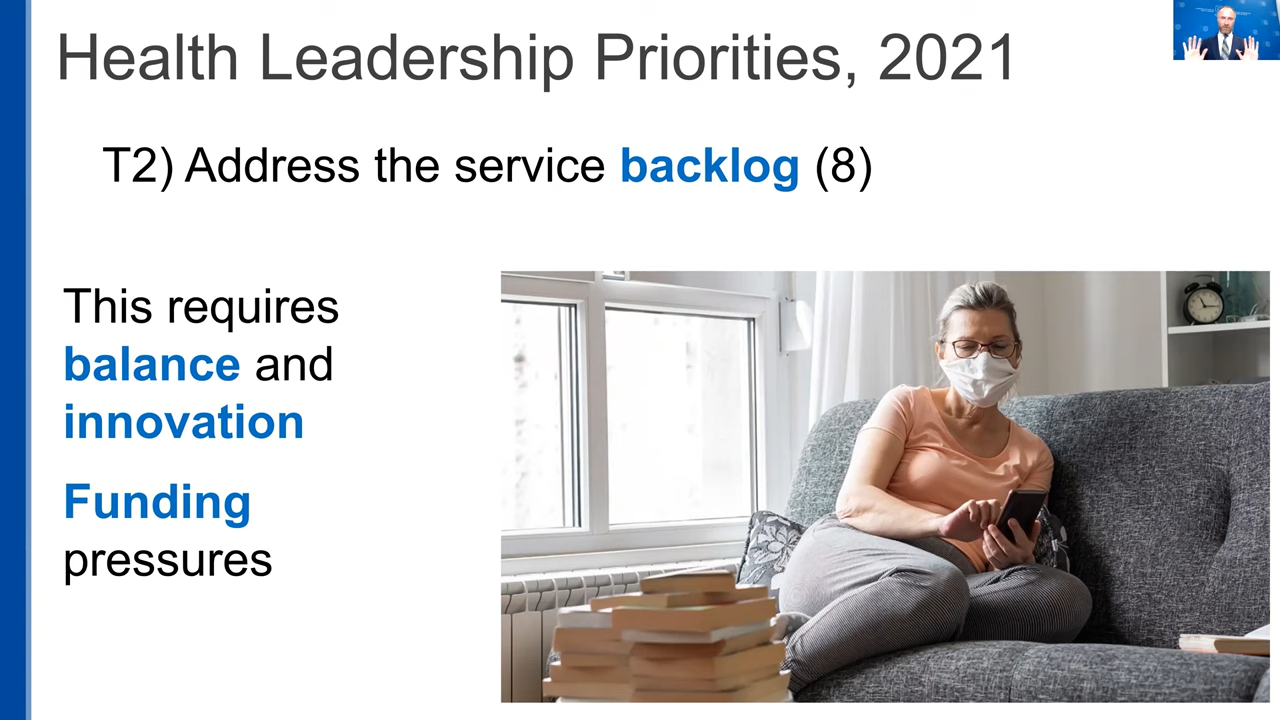 Health Leadership Priorities, 2021
T2) Address the service backlog (8)
This requires
balance and
innovation
Funding
pressures